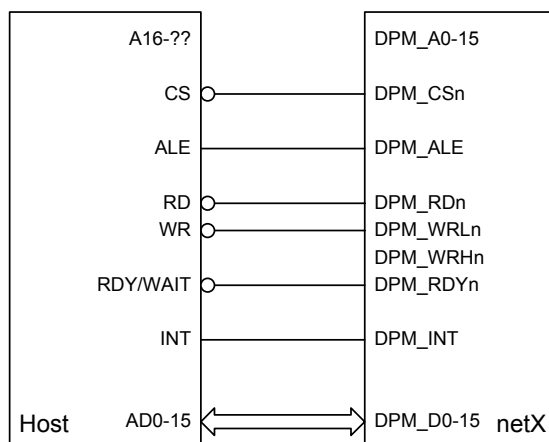 A16-?? DPM_A0-15
CS DPM_CSn
ALE DPM_ALE
RD DPM_RDn
WR DPM_WRLn
DPM_WRHn
RDY/WAIT DPM_RDYn
INT DPM_INT
Host AD0-15 DPM_D0-15 netX